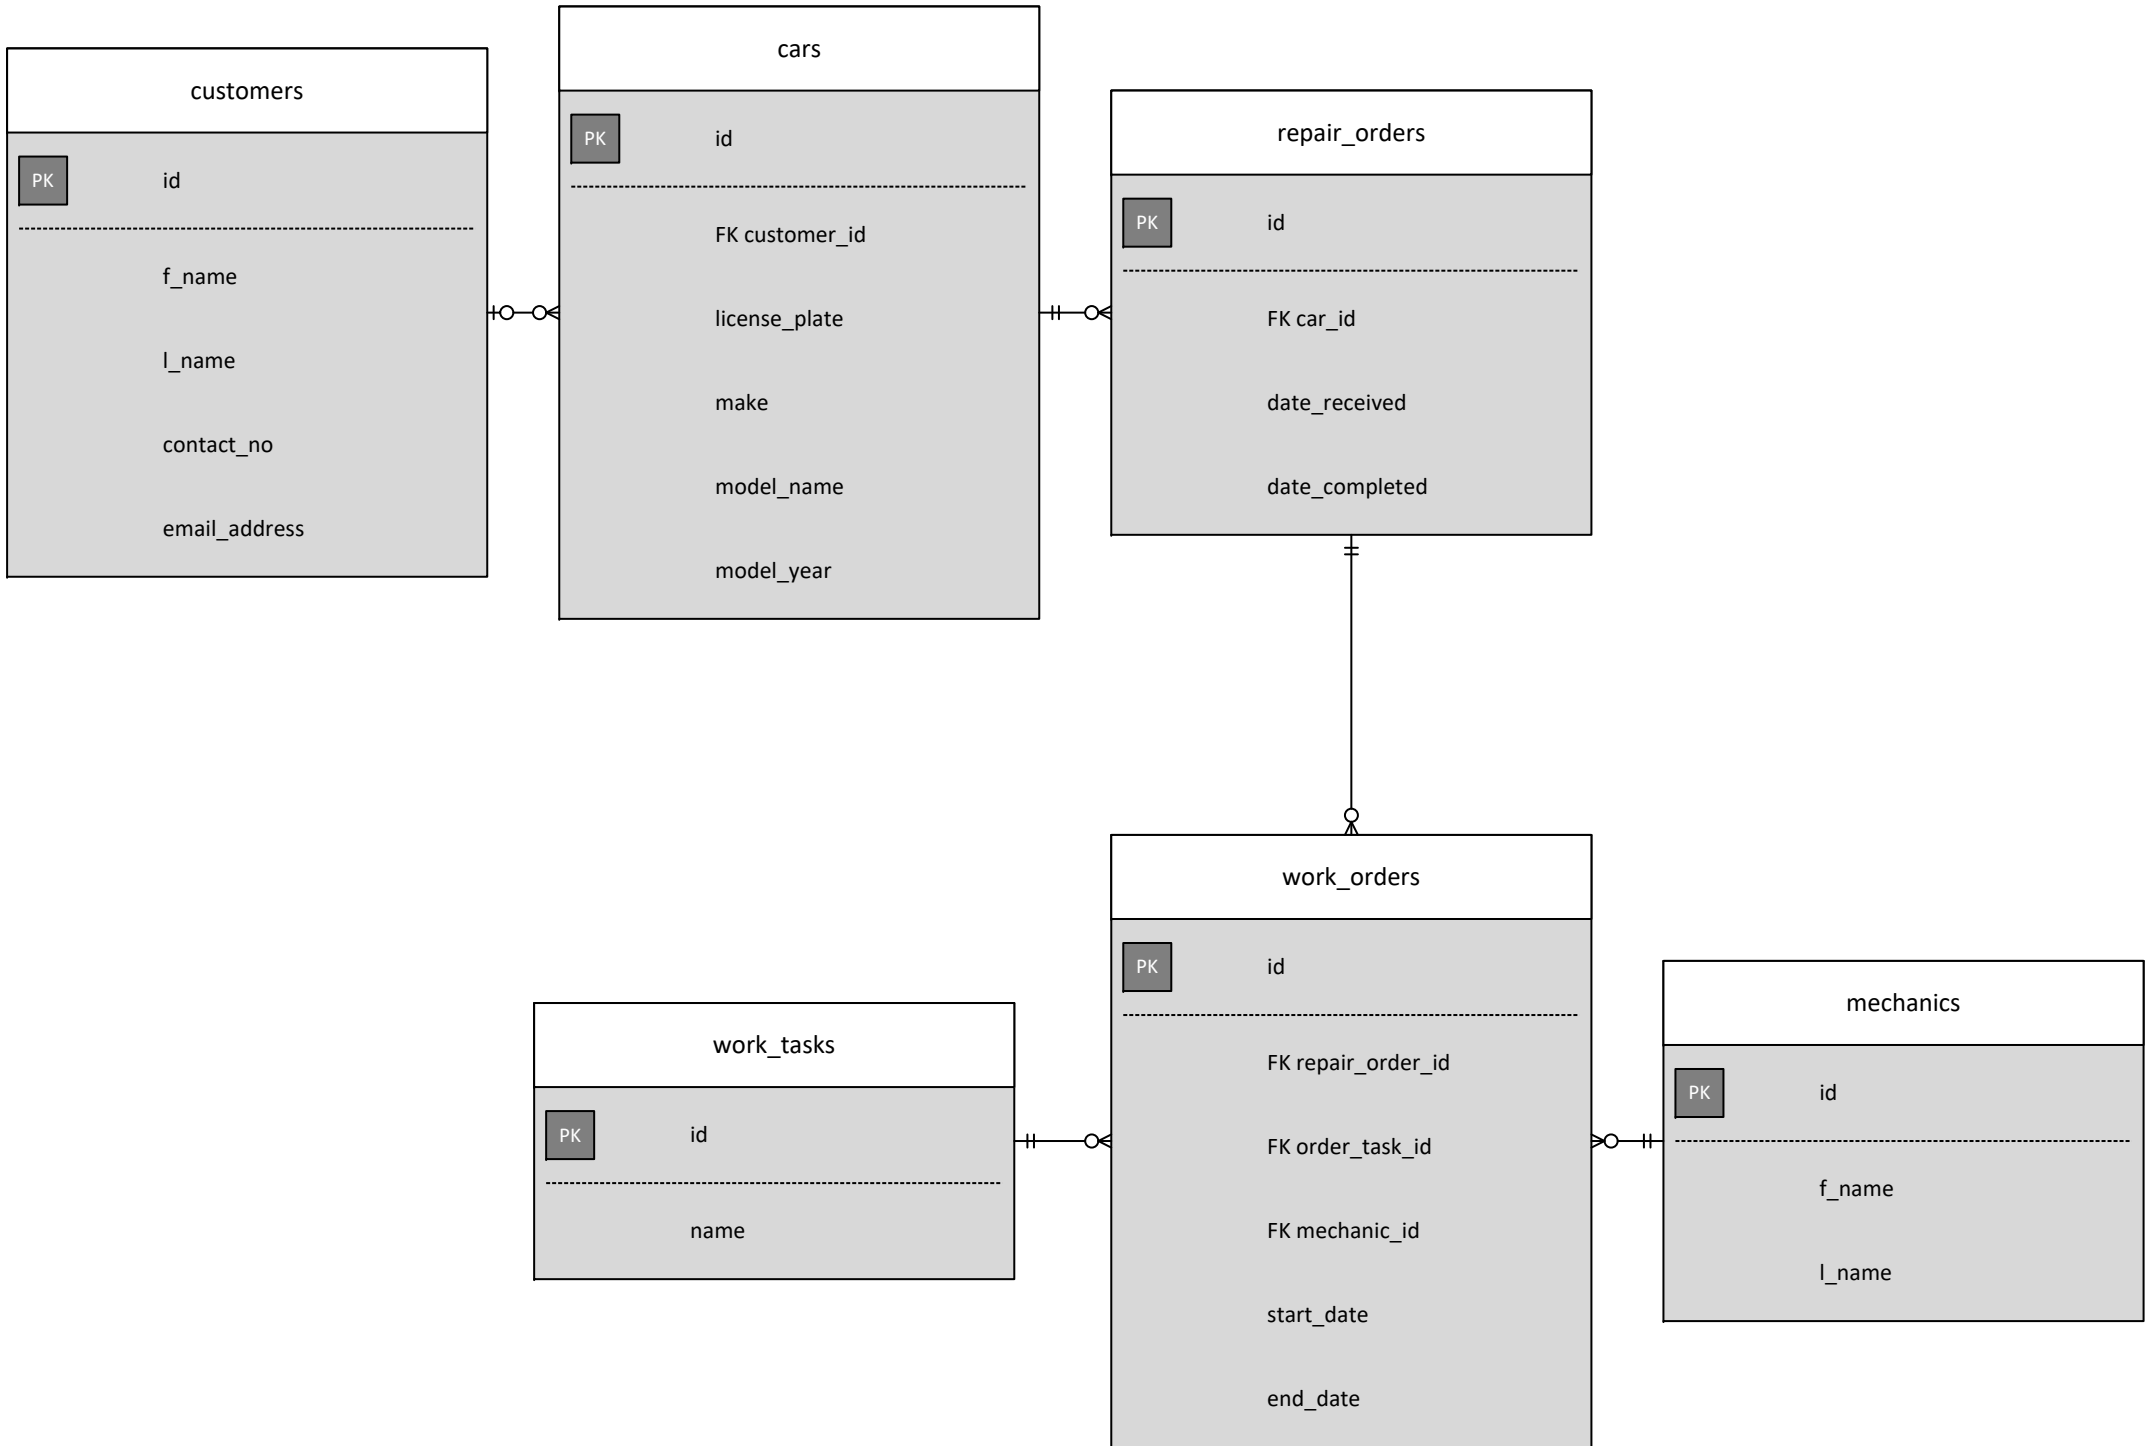 customers
PK id
f_name
l_name
contact_no
email_address
cars
PK id
FK customer_id
license_plate
make
model_name
model_year
repair_orders
PK id
FK car_id
date_received
date_completed
work_tasks
PK id
name
work_orders
PK id
FK repair_order_id
FK order_task_id
FK mechanic_id
start_date
end_date
mechanics
PK id
f_name
l_name